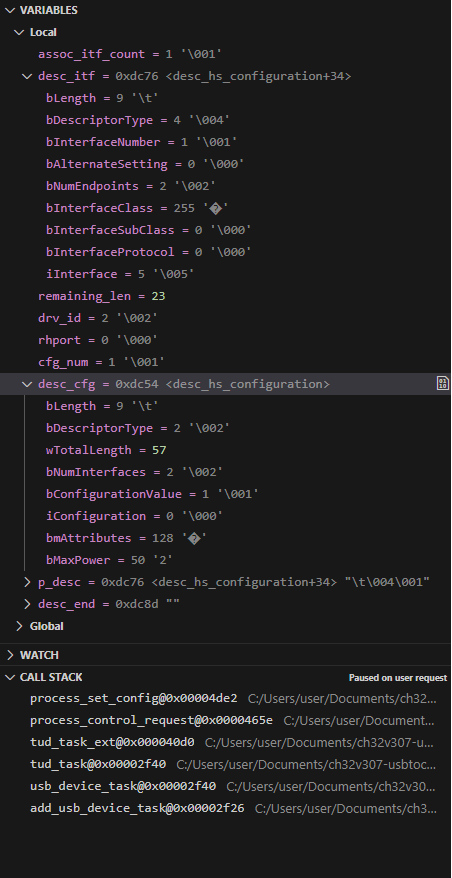 VARIABLES
Local
assoc_itf_count = 1 '\001'
desc_itf = 0xdc76 <desc_hs_configuration+34>
bLength = 9 '\t'
bDescriptorType = 4 '\004'
bInterfaceNumber = 1 '\001'
bAlternateSetting = 0 '\000'
bNumEndpoints = 2 '\002'
bInterfaceClass = 255 '�'
bInterfaceSubClass = 0 '\000'
bInterfaceProtocol = 0 '\000'
iInterface = 5 '\005'
remaining_len = 23
drv_id = 2 '\002'
rhport = 0 '\000'
cfg_num = 1 '\001'
desc_cfg = 0xdc54 <desc_hs_configuration>
bLength = 9 '\t'
bDescriptorType = 2 '\002'
wTotalLength = 57
bNumInterfaces = 2 '\002'
bConfigurationValue = 1 '\001'
iConfiguration = 0 '\000'
bmAttributes = 128 '�'
bMaxPower = 50 '2'
p_desc = 0xdc76 <desc_hs_configuration+34> "\t\004\001"
desc_end = 0xdc8d ""
Global
WATCH
CALL STACK Paused on user request
process_set_config@0x00004de2 C:/Users/user/Documents/ch32...
process_control_request@0x0000465e C:/Users/user/Document...
tud_task_ext@0x000040d0 C:/Users/user/Documents/ch32v307-u...
tud_task@0x00002f40 C:/Users/user/Documents/ch32v307-usbtoc...
usb_device_task@0x00002f40 C:/Users/user/Documents/ch32v30...
add_usb_device_task@0x00002f26 C:/Users/user/Documents/ch3...